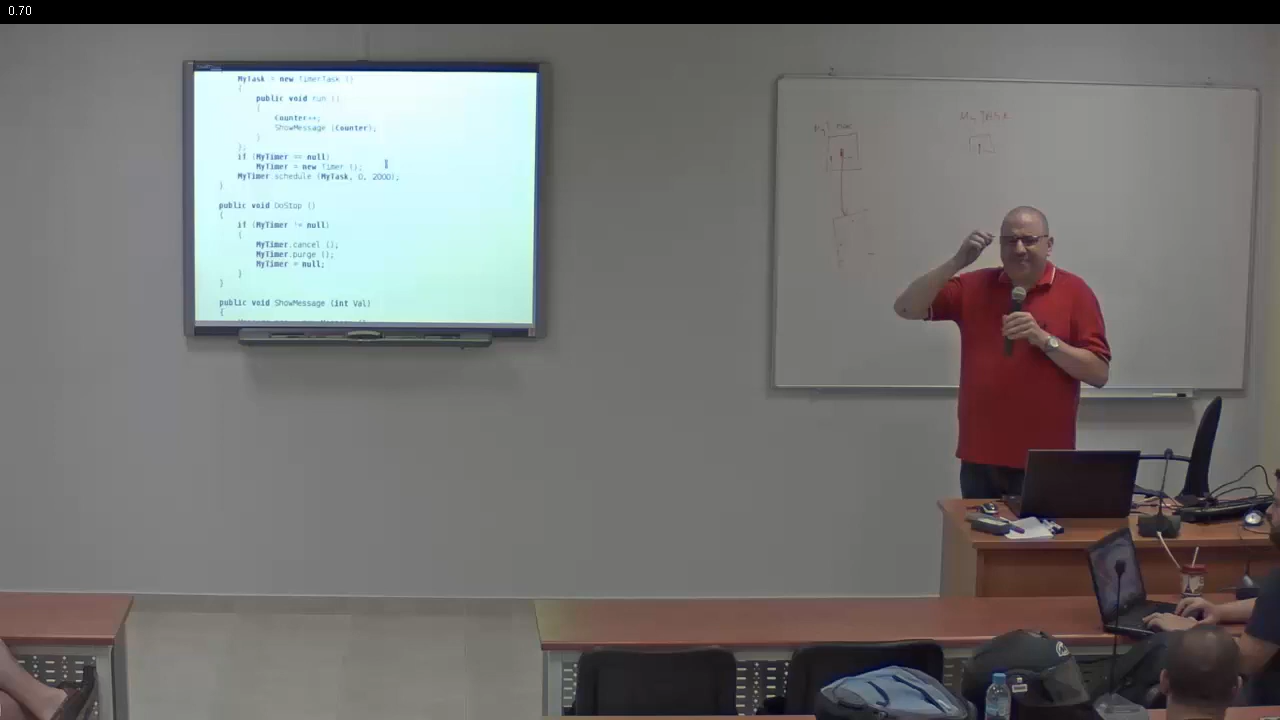 0.70
MyTask = new TimerTask ()
{
public void run ()
{
Counter++;
ShowMessage (Counter);
}
};
if (MyTimer == null)
MyTimer = new Timer ();
MyTimer.schedule (MyTask, 0, 2000);
}
public void DoStop ()
{
if (MyTimer != null)
{
MyTimer.cancel ();
MyTimer.purge ();
MyTimer = null;
}
}
public void ShowMessage (int Val)
{
My TASK